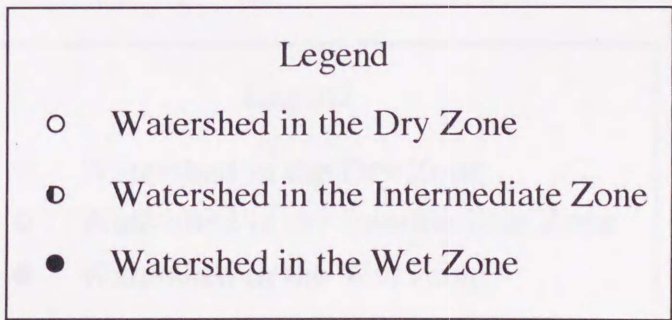 Legend
○ Watershed in the Dry Zone
◐ Watershed in the Intermediate Zone
● Watershed in the Wet Zone